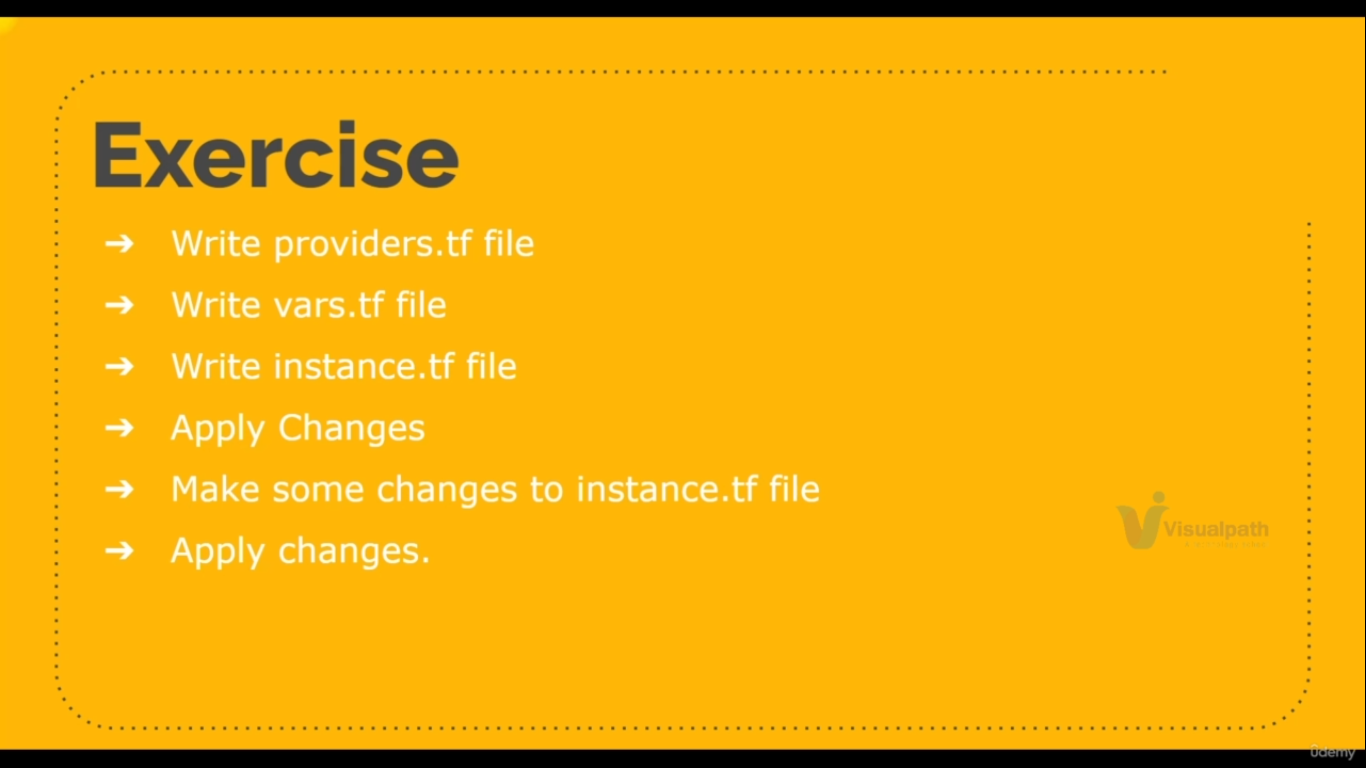 Exercise
➔ Write providers.tf file
➔ Write vars.tf file
➔ Write instance.tf file
➔ Apply Changes
➔ Make some changes to instance.tf file
➔ Apply changes.
Visualpath
ûdemy